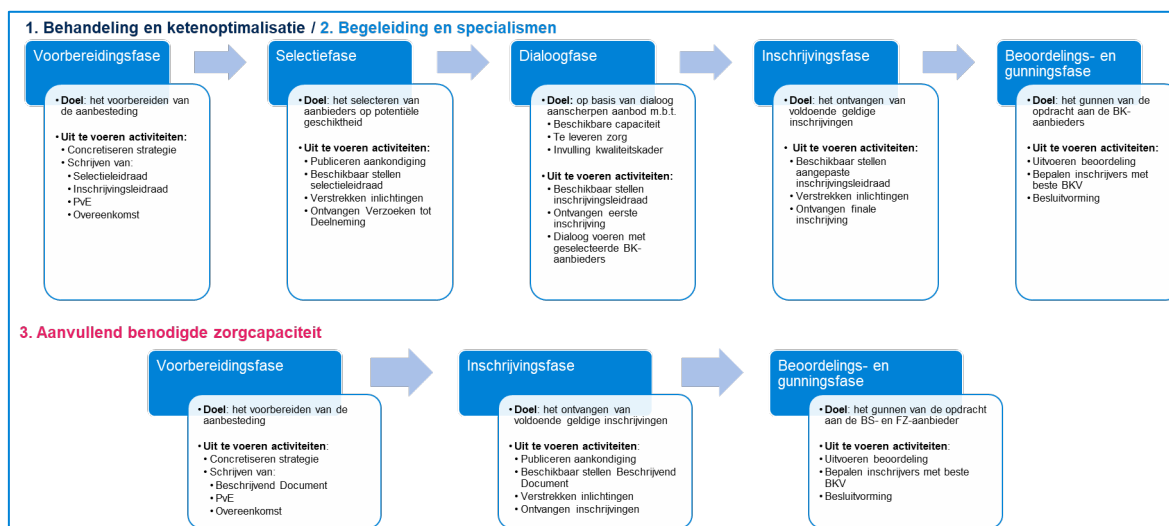 1. Behandeling en ketenoptimalisatie / 2. Begeleiding en specialismen
Voorbereidingsfase
• Doel: het voorbereiden van
de aanbesteding
• Uit te voeren activiteiten:
• Concretiseren strategie
• Schrijven van:
• Selectieleidraad
• Inschrijvingsleidraad
• PvE
• Overeenkomst
Selectiefase
• Doel: het selecteren van
aanbieders op potentiële
geschiktheid
Uit te voeren activiteiten:
• Publiceren aankondiging
• Beschikbaar stellen
selectieleidraad
• Verstrekken inlichtingen
• Ontvangen Verzoeken tot
Deelneming
Dialoogfase
• Doel: op basis van dialoog
aanscherpen aanbod m.b.t.
• Beschikbare capaciteit
• Te leveren zorg
• Invulling kwaliteitskader
• Uit te voeren activiteiten:
• Beschikbaar stellen
inschrijvingsleidraad
• Ontvangen eerste
inschrijving
• Dialoog voeren met
geselecteerde BK-
aanbieders
Inschrijvingsfase
• Doel: het ontvangen van
voldoende geldige
inschrijvingen
• Uit te voeren activiteiten:
• Beschikbaar stellen
aangepaste
inschrijvingsleidraad
• Verstrekken inlichtingen
• Ontvangen finale
inschrijving
Beoordelings- en
gunningsfase
• Doel: het gunnen van de
opdracht aan de BK-
aanbieders
• Uit te voeren activiteiten:
• Uitvoeren beoordeling
• Bepalen inschrijvers met
beste BKV
• Besluitvorming
3. Aanvullend benodigde zorgcapaciteit
Voorbereidingsfase
• Doel: het voorbereiden van de
aanbesteding
• Uit te voeren activiteiten:
• Concretiseren strategie
• Schrijven van:
• Beschrijvend Document
• PvE
• Overeenkomst
Inschrijvingsfase
• Doel: het ontvangen van
voldoende geldige inschrijvingen
• Uit te voeren activiteiten:
• Publiceren aankondiging
• Beschikbaar stellen Beschrijvend
Document
• Verstrekken inlichtingen
• Ontvangen inschrijvingen
Beoordelings- en
gunningsfase
• Doel: het gunnen van de opdracht
aan de BS- en FZ-aanbieder
• Uit te voeren activiteiten:
• Uitvoeren beoordeling
• Bepalen inschrijvers met beste
BKV
• Besluitvorming